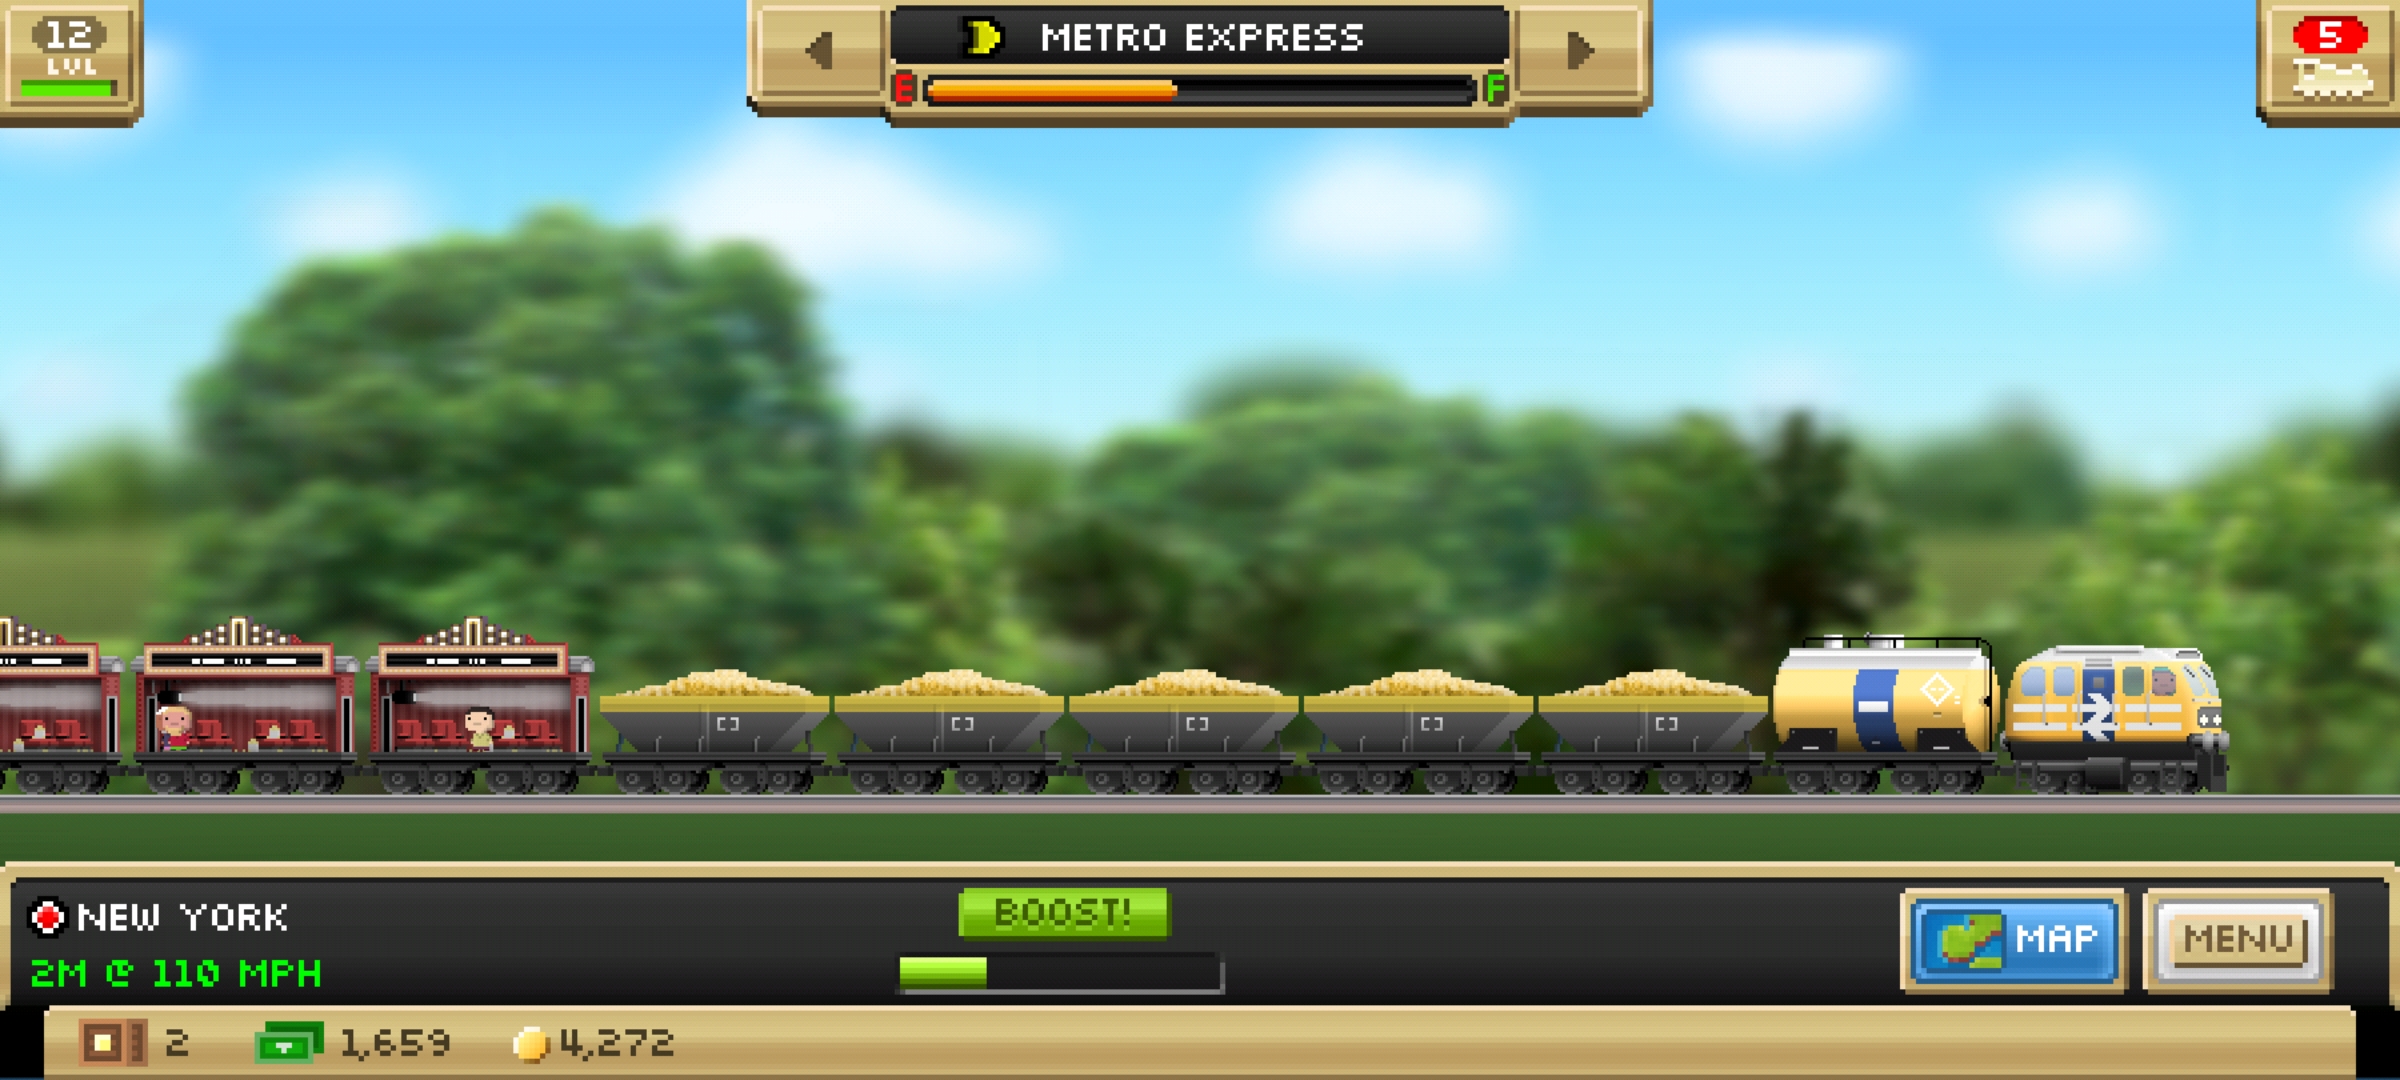 12
LVL
METRO EXPRESS
E
F
5
NEW YORK
2M @ 110 MPH
BOOST!
MAP
MENU
2
1,659
4,272